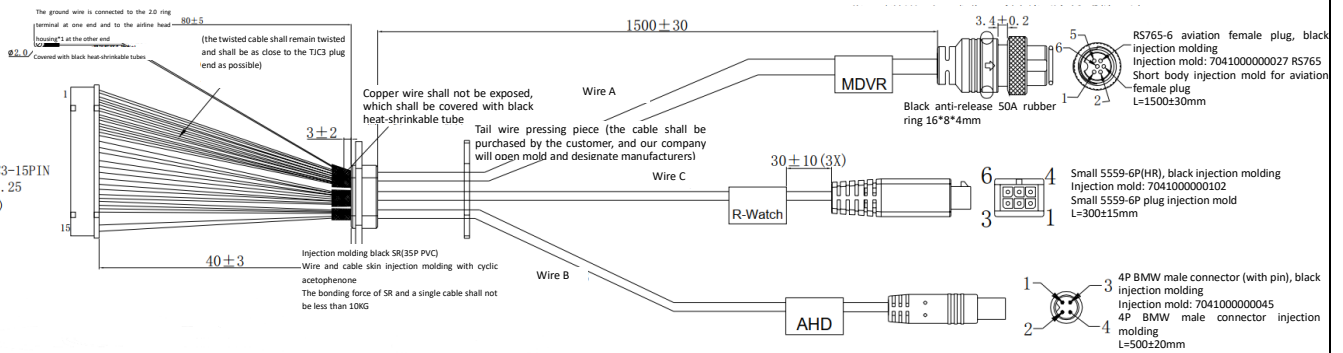 The ground wire is connected to the 2.0 ring
terminal at one end and to the airline head
housing*1 at the other end
Covered with black heat-shrinkable tubes
ø2.0
80±5
(the twisted cable shall remain twisted
and shall be as close to the TJC3 plug
end as possible)
1500±30
3.4±0.2
5
6
1
2
RS765-6 aviation female plug, black
injection molding
Injection mold: 7041000000027 RS765
Short body injection mold for aviation
female plug
L=1500±30mm
Black anti-release 50A rubber
ring 16*8*4mm
MDVR
Wire A
Copper wire shall not be exposed,
which shall be covered with black
heat-shrinkable tube
3±2
Tail wire pressing piece (the cable shall be
purchased by the customer, and our company
will open mold and designate manufacturers)
1
15
3-15PIN
.25
)
Wire C
30±10(3X)
R-Watch
6
4
3
1
Small 5559-6P(HR), black injection molding
Injection mold: 7041000000102
Small 5559-6P plug injection mold
L=300±15mm
40±3
Injection molding black SR(35P PVC)
Wire and cable skin injection molding with cyclic
acetophenone
The bonding force of SR and a single cable shall not
be less than 10KG
Wire B
AHD
1
3
2
4
4P BMW male connector (with pin), black
injection molding
Injection mold: 7041000000045
4P BMW male connector injection
molding
L=500±20mm